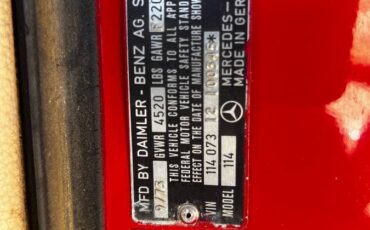 MFD BY DAIMLER - BENZ AG. S
9/73 GVWR 4520 LBS GAWR F220
THIS VEHICLE CONFORMS TO ALL APP
FEDERAL MOTOR VEHICLE SAFETY STAND
EFFECT ON THE DATE OF MANUFACTURE SHOW
VIN 114 073 12
MODEL 114
MERCEDES-
MADE IN GER